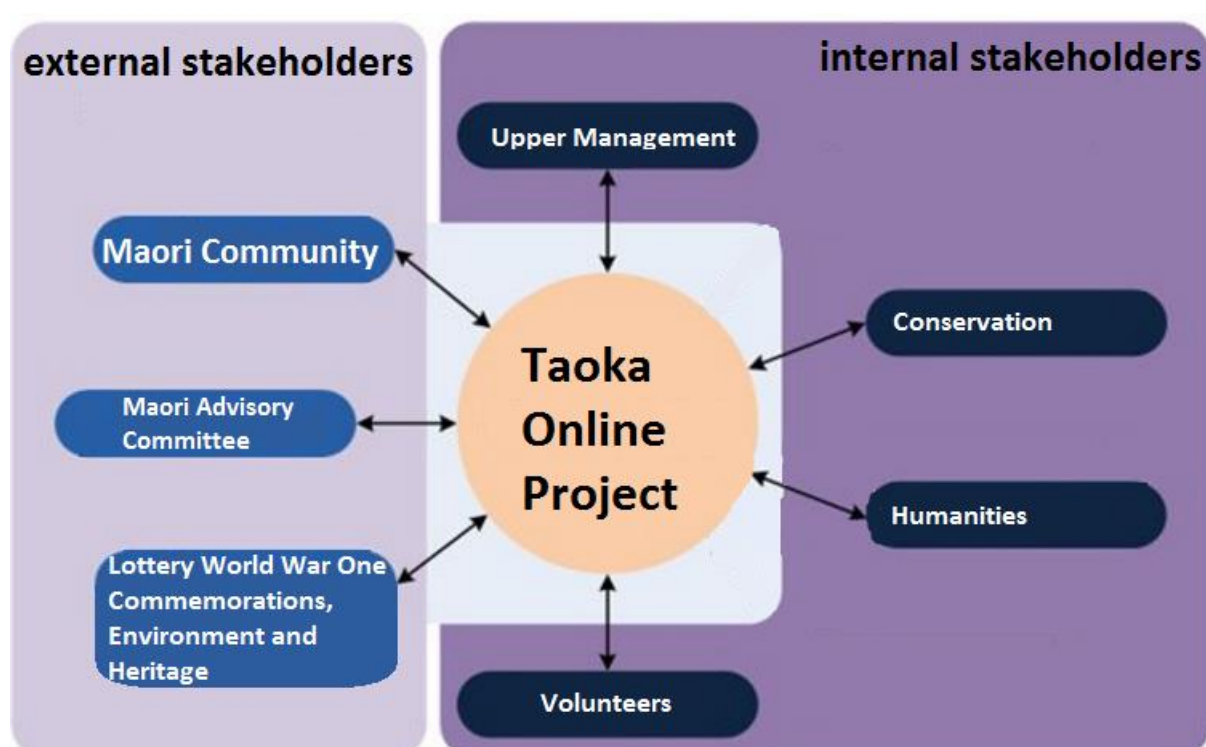 external stakeholders
internal stakeholders
Upper Management
Maori Community
Conservation
Taoka
Online
Project
Maori Advisory
Committee
Humanities
Lottery World War One
Commemorations,
Environment and
Heritage
Volunteers